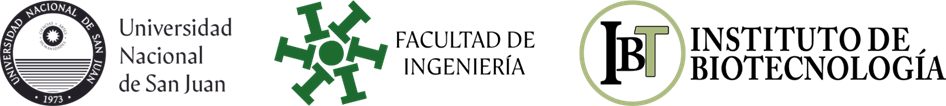 UNIVERSIDAD NACIONAL DE SAN JUAN
· 1973 ·
Universidad
Nacional
de San Juan
FACULTAD DE
INGENIERÍA
IBT
INSTITUTO DE
BIOTECNOLOGÍA